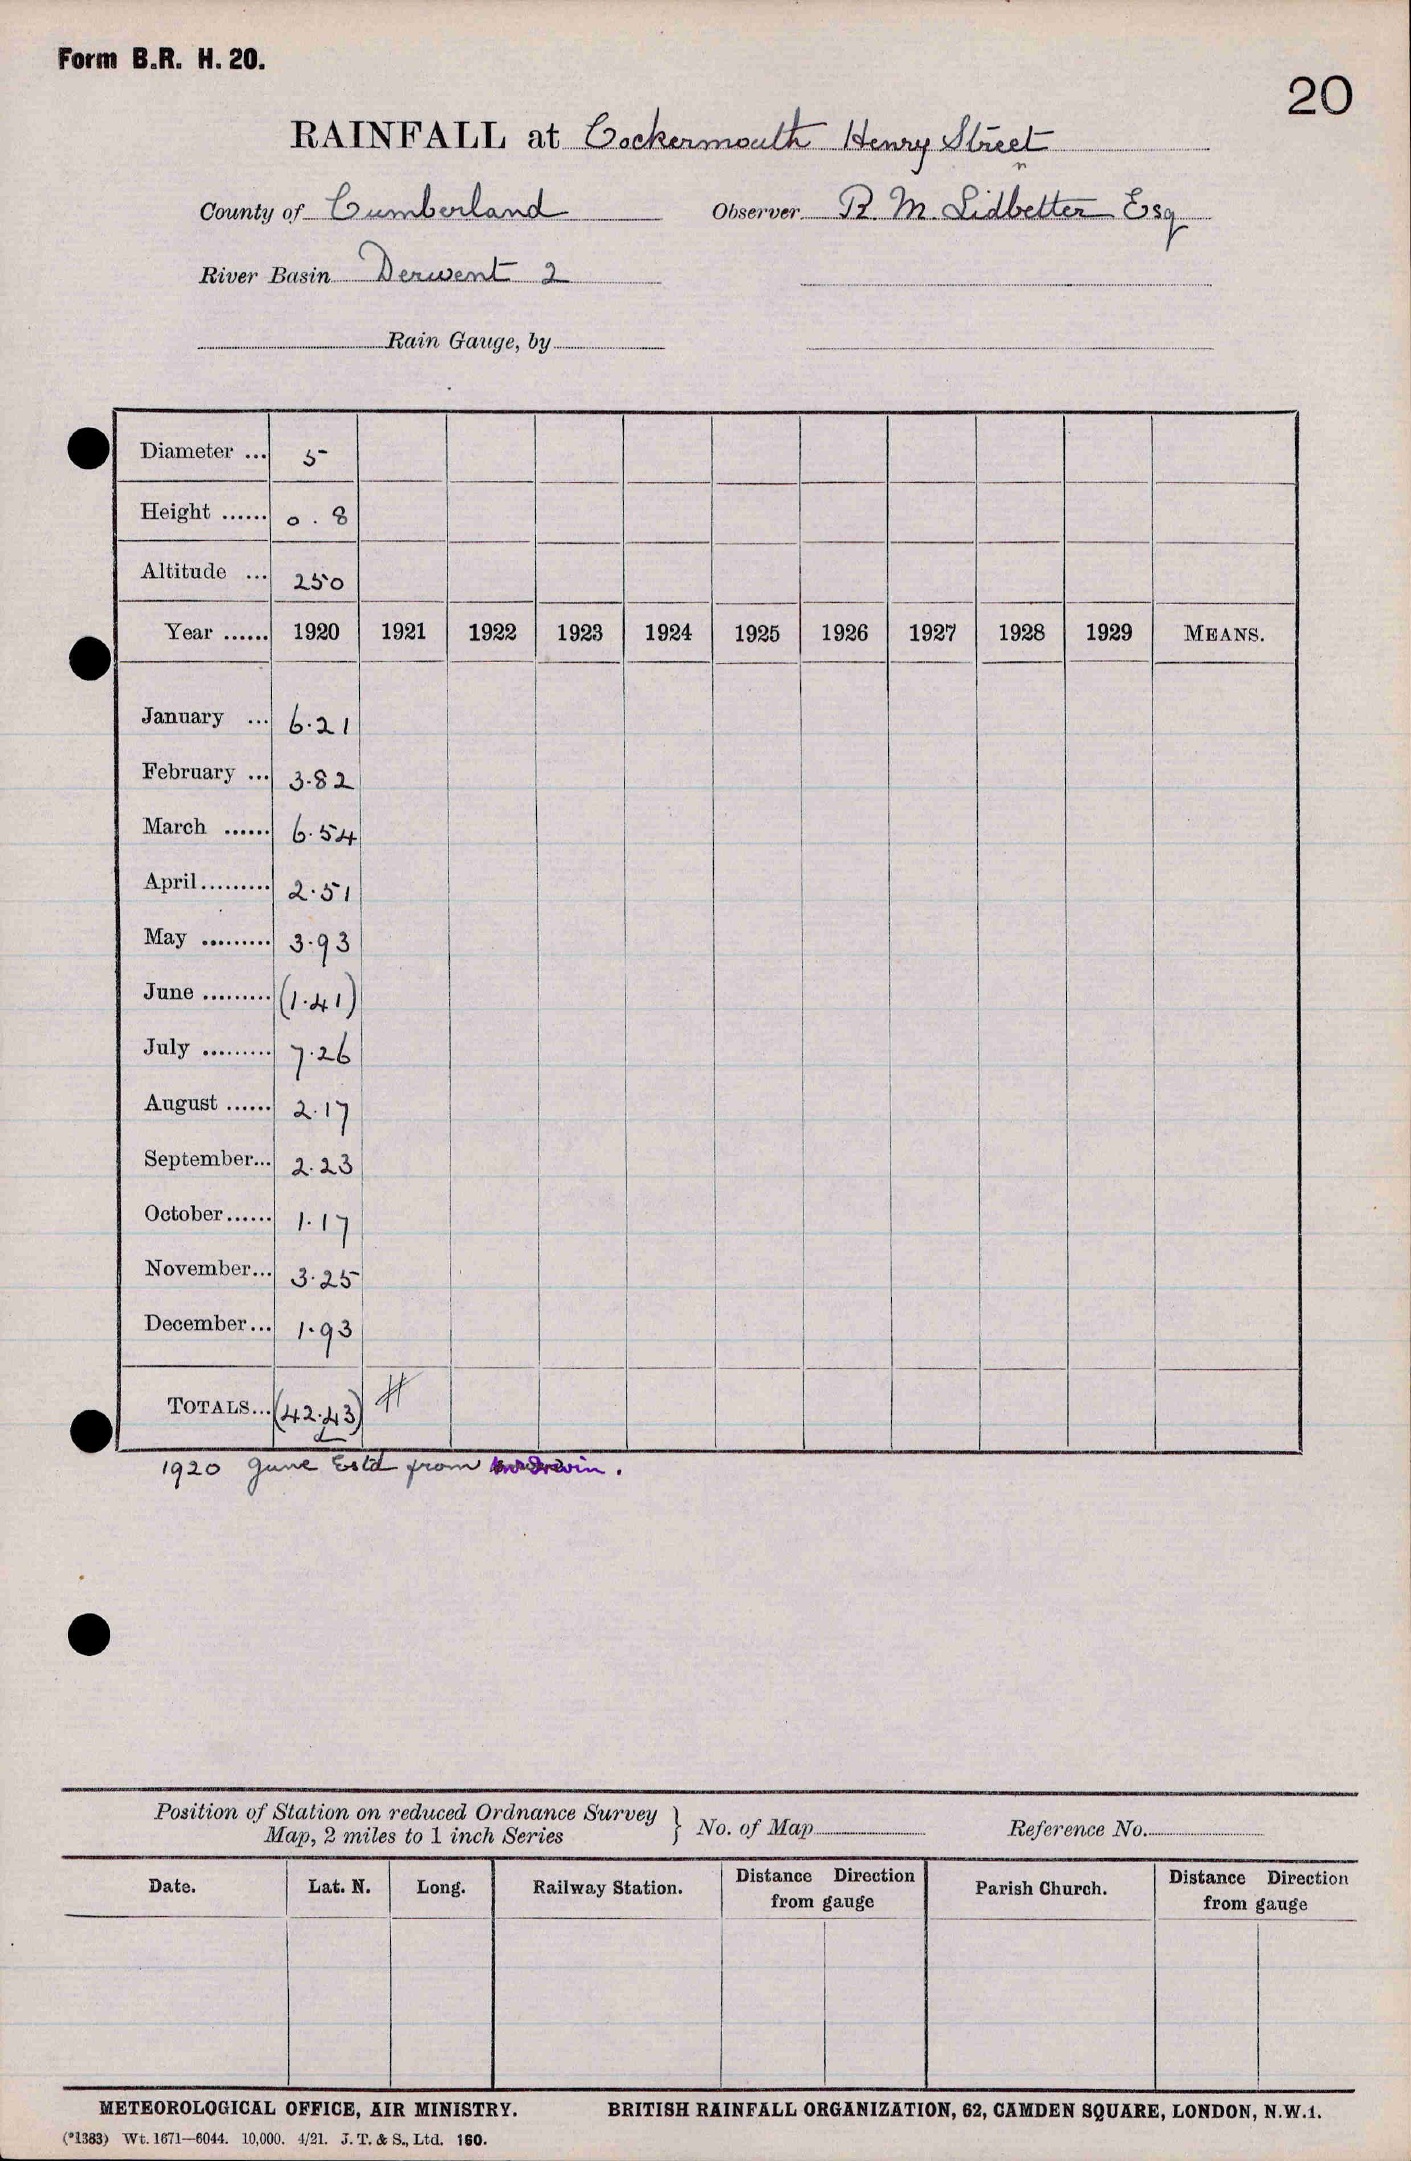 Form B.R. H. 20.
20
RAINFALL at Cockermouth Henry Street
County of Cumberland Observer R. M. Lidbetter Esq
River Basin Derwent 2
Rain Gauge, by
Diameter ... 5
Height ...... 0.8
Altitude ... 250
Year ...... 1920 1921 1922 1923 1924 1925 1926 1927 1928 1929 MEANS.
January ... 6.21
February ... 3.82
March ...... 6.54
April ......... 2.51
May ......... 3.93
June ......... (1.41)
July ......... 7.26
August ...... 2.17
September... 2.23
October...... 1.17
November... 3.25
December... 1.93
TOTALS... (42.43)
1920 June Estd from
Position of Station on reduced Ordnance Survey
Map, 2 miles to 1 inch Series } No. of Map Reference No.
Date. Lat. N. Long. Railway Station. Distance Direction from gauge Parish Church. Distance Direction from gauge
METEOROLOGICAL OFFICE, AIR MINISTRY. BRITISH RAINFALL ORGANIZATION, 62, CAMDEN SQUARE, LONDON, N.W.1.
(*1383) Wt. 1671—6044. 10,000. 4/21. J. T. & S., Ltd. 160.